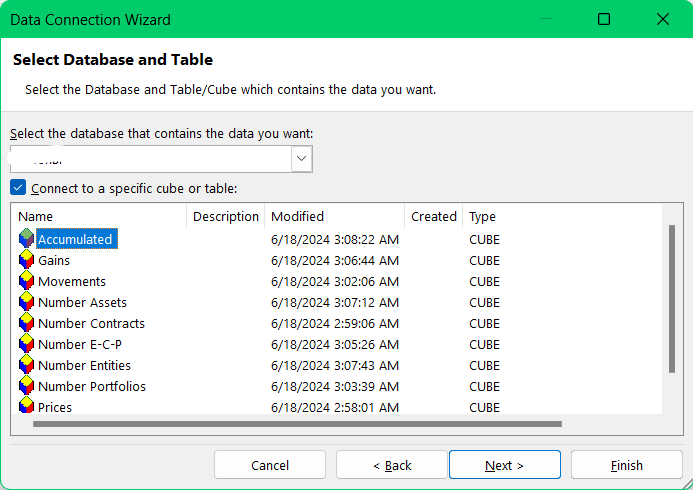 Data Connection Wizard
Select Database and Table
Select the Database and Table/Cube which contains the data you want.
Select the database that contains the data you want:
Connect to a specific cube or table:
Name Description Modified Created Type
Accumulated 6/18/2024 3:08:22 AM CUBE
Gains 6/18/2024 3:06:44 AM CUBE
Movements 6/18/2024 3:02:06 AM CUBE
Number Assets 6/18/2024 3:07:12 AM CUBE
Number Contracts 6/18/2024 2:59:06 AM CUBE
Number E-C-P 6/18/2024 3:05:26 AM CUBE
Number Entities 6/18/2024 3:07:43 AM CUBE
Number Portfolios 6/18/2024 3:03:39 AM CUBE
Prices 6/18/2024 2:58:01 AM CUBE
Cancel < Back Next > Finish